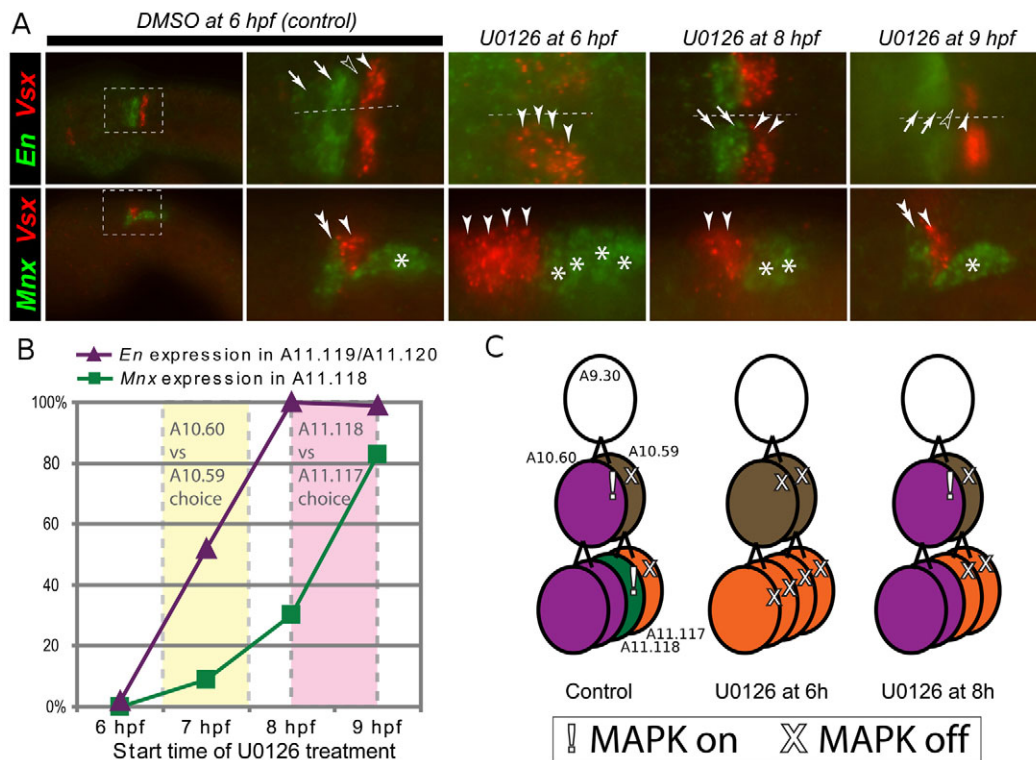 A
DMSO at 6 hpf (control)
U0126 at 6 hpf
U0126 at 8 hpf
U0126 at 9 hpf
En Vsx
Mnx Vsx
* * * * * * * *
B
En expression in A11.119/A11.120
Mnx expression in A11.118
100%
80
60
40
20
0%
A10.60
vs
A10.59
choice
A11.118
vs
A11.117
choice
6 hpf 7 hpf 8 hpf 9 hpf
Start time of U0126 treatment
C
A9.30
A10.60
A10.59
! X
X X
! X
! X
X X X X
X X
A11.117
A11.118
Control
U0126 at 6h
U0126 at 8h
! MAPK on X MAPK off